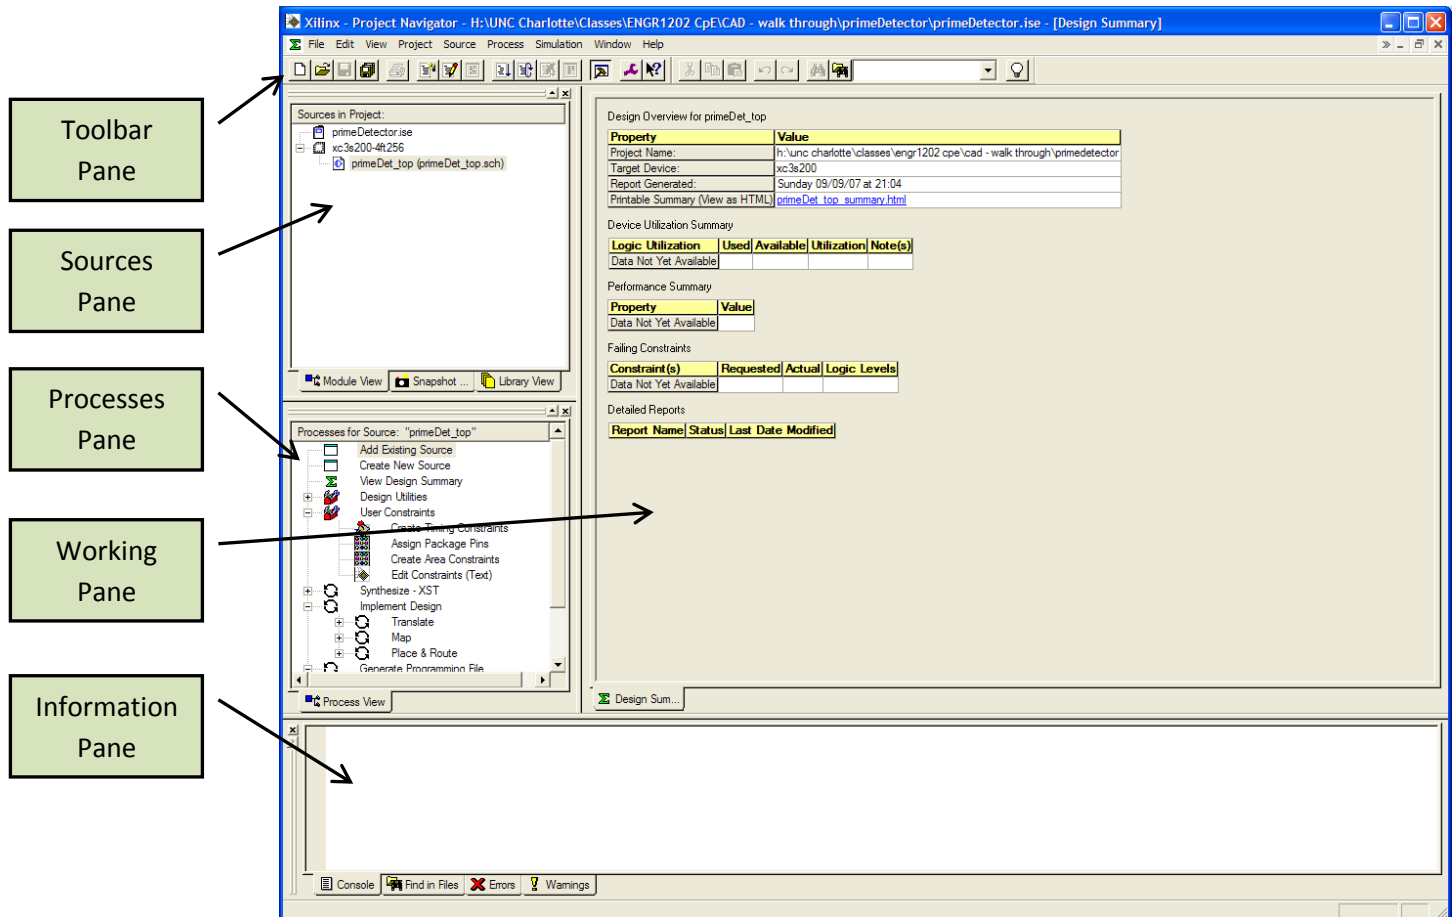 Xilinx - Project Navigator - H:\UNC Charlotte\Classes\ENGR1202 CpE\CAD - walk through\primeDetector\primeDetector.ise - [Design Summary]
File Edit View Project Source Process Simulation Window Help
Toolbar
Pane
Sources
Pane
Processes
Pane
Working
Pane
Information
Pane
Sources in Project:
primeDetector.ise
xc3s200-4ft256
primeDet_top (primeDet_top.sch)
Module View Snapshot ... Library View
Processes for Source: "primeDet_top"
Add Existing Source
Create New Source
View Design Summary
Design Utilities
User Constraints
Create Timing Constraints
Assign Package Pins
Create Area Constraints
Edit Constraints (Text)
Synthesize - XST
Implement Design
Translate
Map
Place & Route
Generate Programming File
Process View
Design Overview for primeDet_top
Property Value
Project Name: h:\unc charlotte\classes\engr1202 cpe\cad - walk through\primedetector
Target Device: xc3s200
Report Generated: Sunday 09/09/07 at 21:04
Printable Summary (View as HTML) primeDet_top_summary.html
Device Utilization Summary
Logic Utilization Used Available Utilization Note(s)
Data Not Yet Available
Performance Summary
Property Value
Data Not Yet Available
Failing Constraints
Constraint(s) Requested Actual Logic Levels
Data Not Yet Available
Detailed Reports
Report Name Status Last Date Modified
Design Sum...
Console Find in Files Errors Warnings